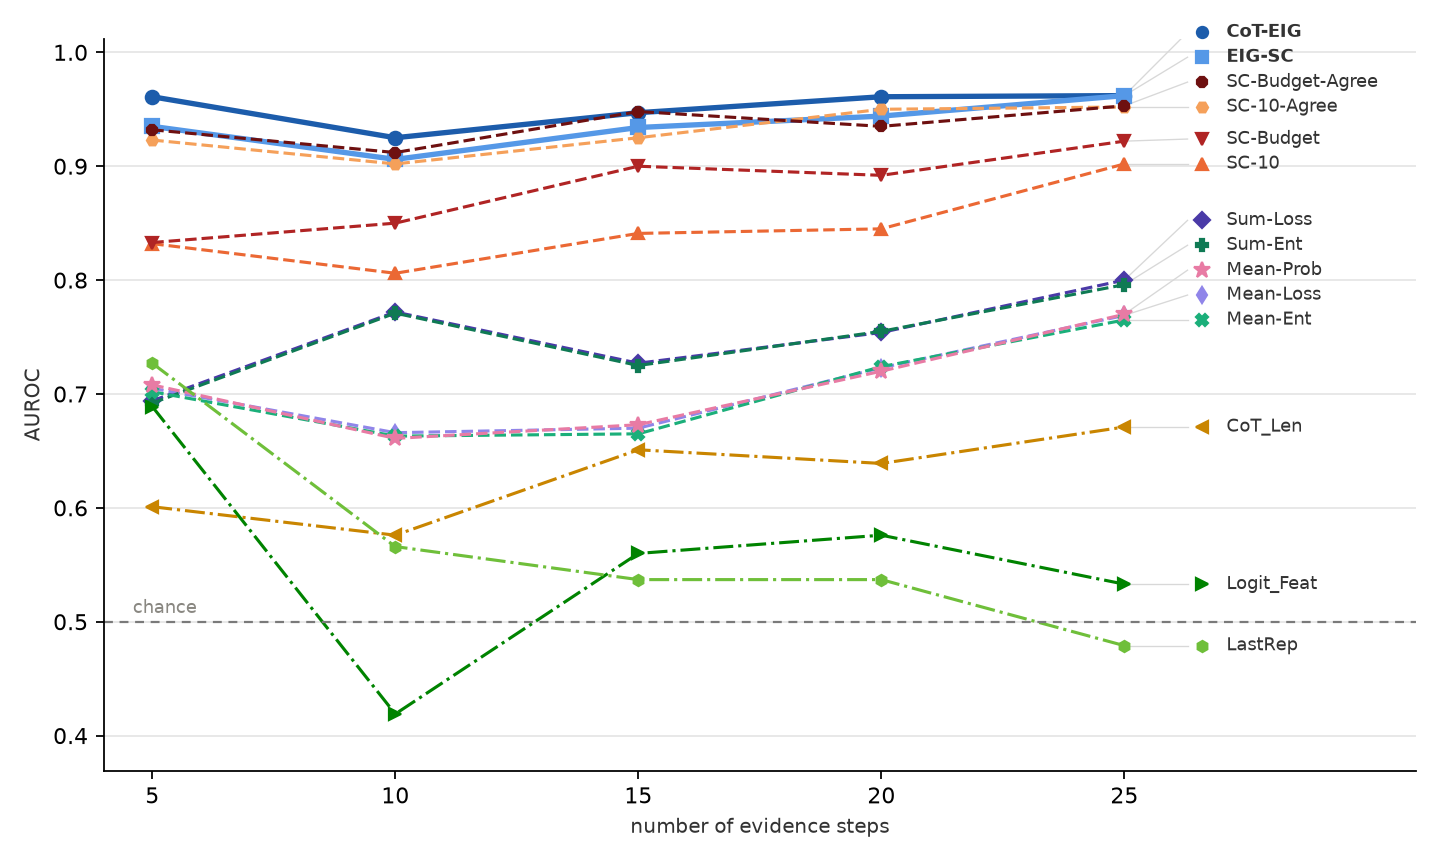 CoT-EIG
EIG-SC
SC-Budget-Agree
SC-10-Agree
SC-Budget
SC-10
Sum-Loss
Sum-Ent
Mean-Prob
Mean-Loss
Mean-Ent
CoT_Len
Logit_Feat
LastRep
chance
AUROC
1.0
0.9
0.8
0.7
0.6
0.5
0.4
5 10 15 20 25
number of evidence steps